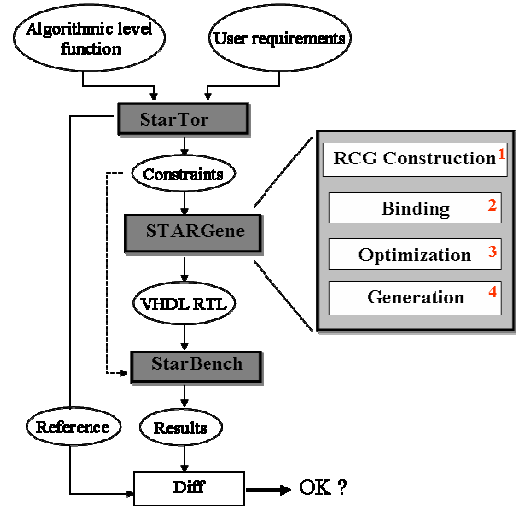 Algorithmic level
function
User requirements
StarTor
Constraints
STARGene
VHDL RTL
StarBench
Reference
Results
Diff
OK ?
RCG Construction 1
Binding 2
Optimization 3
Generation 4